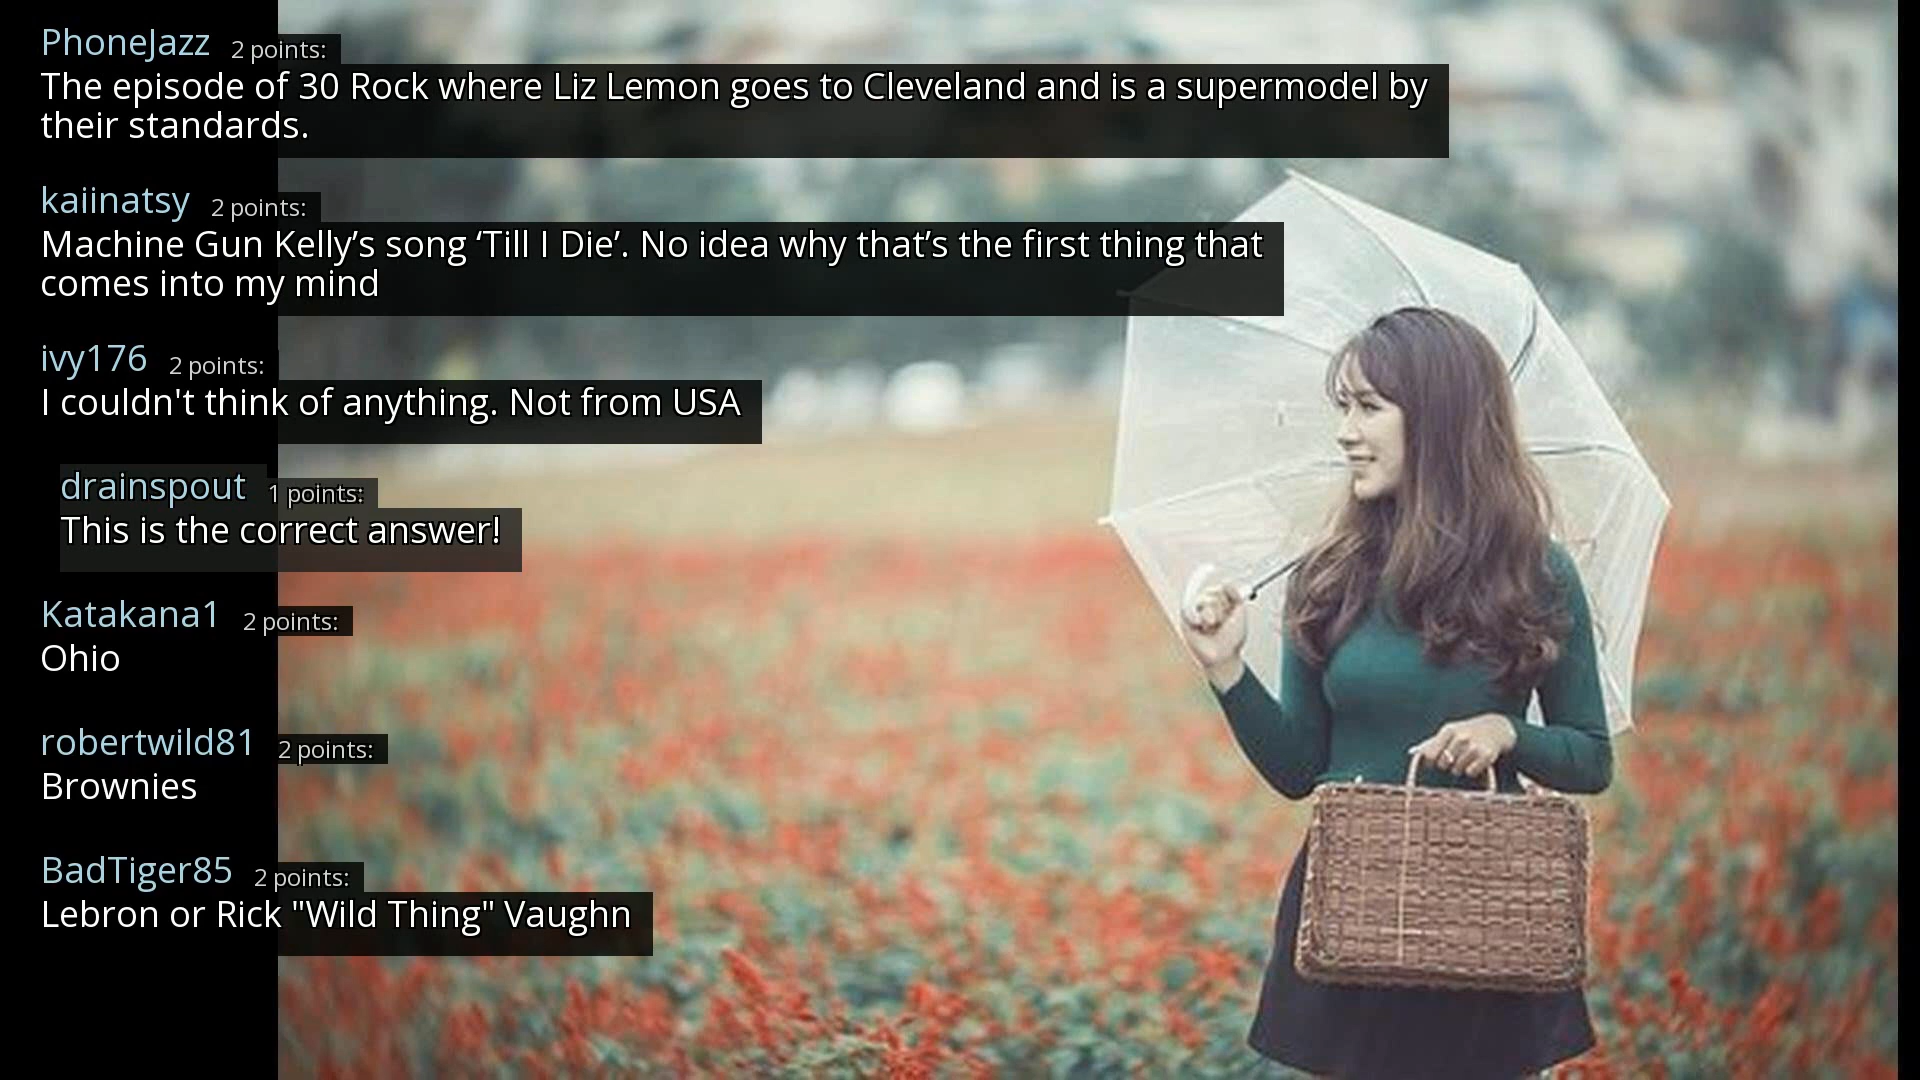 PhoneJazz 2 points:
The episode of 30 Rock where Liz Lemon goes to Cleveland and is a supermodel by
their standards.
kaiinatsy 2 points:
Machine Gun Kelly’s song ‘Till I Die’. No idea why that’s the first thing that
comes into my mind
ivy176 2 points:
I couldn't think of anything. Not from USA
drainspout 1 points:
This is the correct answer!
Katakana1 2 points:
Ohio
robertwild81 2 points:
Brownies
BadTiger85 2 points:
Lebron or Rick "Wild Thing" Vaughn